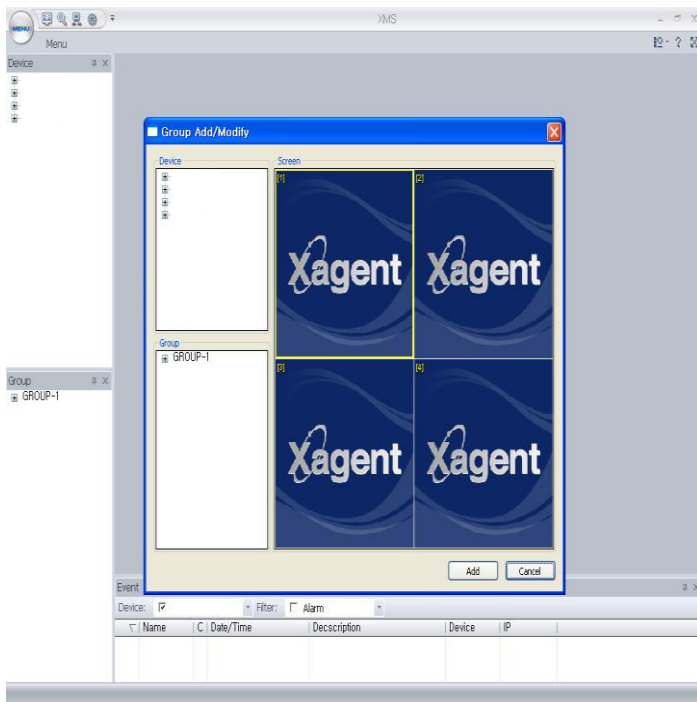 XMS
MENU
Menu
Device
Group Add/Modify
Device
Screen
[1]
[2]
Xagent
Xagent
Group
GROUP-1
[3]
[4]
Xagent
Xagent
Group
GROUP-1
Add
Cancel
Event
Device:
Filter:
Alarm
Name
C
Date/Time
Decscription
Device
IP